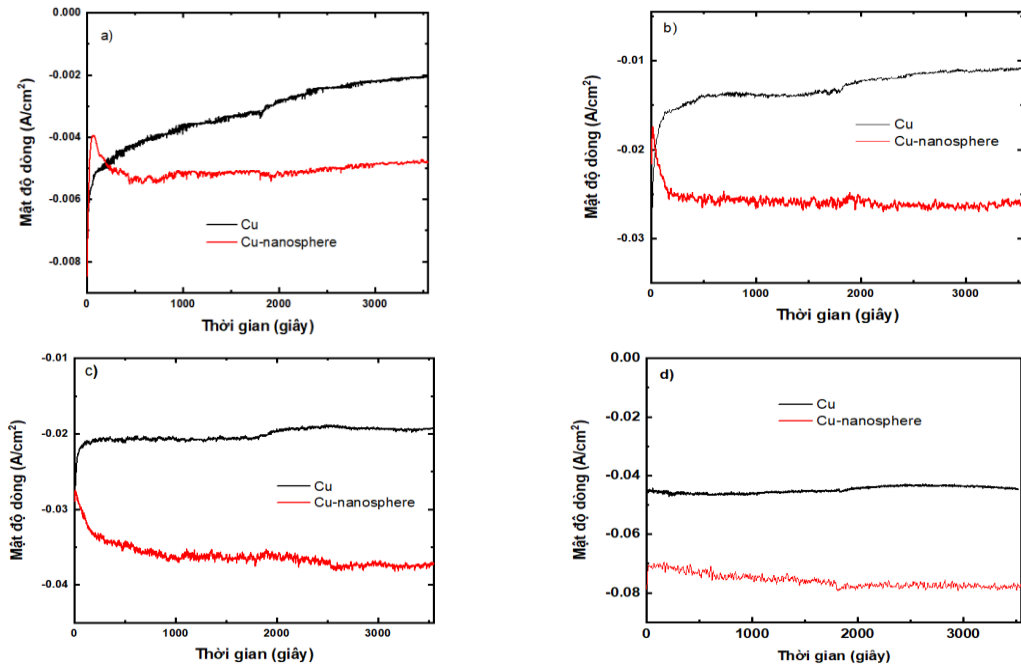 a)
Mật độ dòng (A/cm²)
0.000
-0.002
-0.004
-0.006
-0.008
Cu
Cu-nanosphere
0 1000 2000 3000
Thời gian (giây)
b)
Mật độ dòng (A/cm²)
-0.01
-0.02
-0.03
Cu
Cu-nanosphere
0 1000 2000 3000
Thời gian (giây)
c)
Mật độ dòng (A/cm²)
-0.01
-0.02
-0.03
-0.04
Cu
Cu-nanosphere
0 1000 2000 3000
Thời gian (giây)
d)
Mật độ dòng (A/cm²)
0.00
-0.02
-0.04
-0.06
-0.08
Cu
Cu-nanosphere
0 1000 2000 3000
Thời gian (giây)